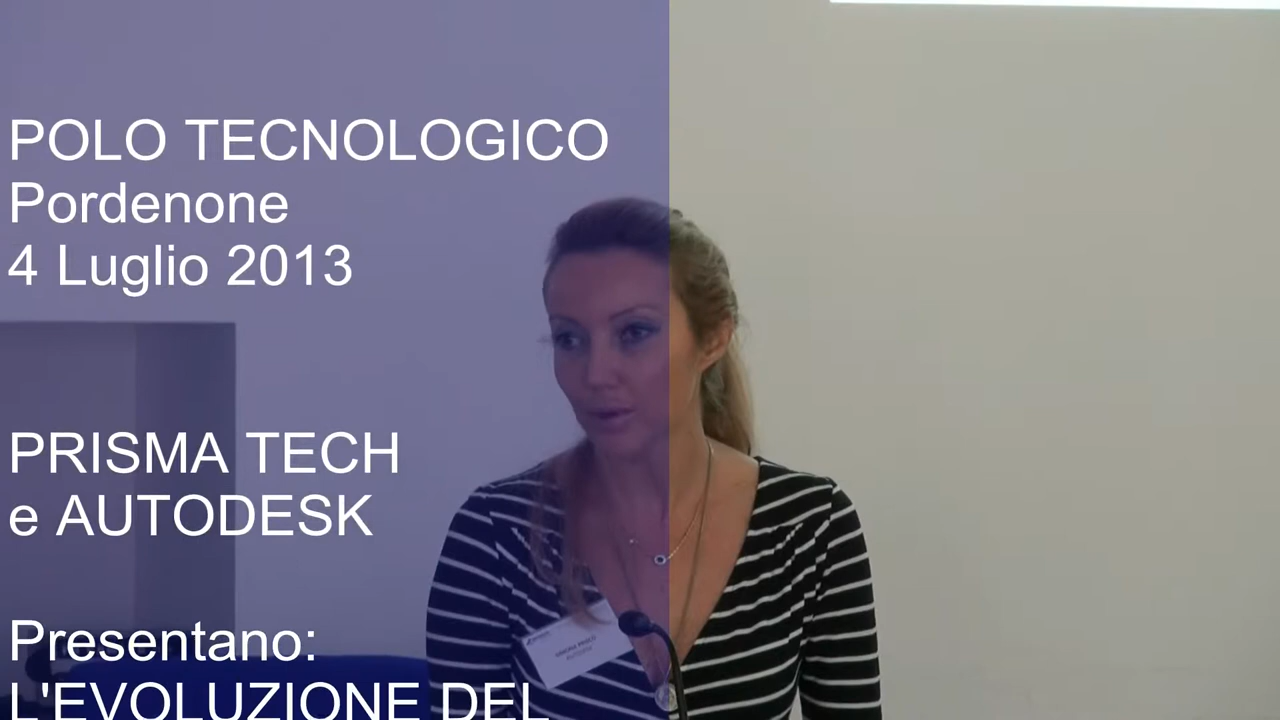 POLO TECNOLOGICO
Pordenone
4 Luglio 2013
PRISMA TECH
e AUTODESK
Presentano:
L'EVOLUZIONE DEL